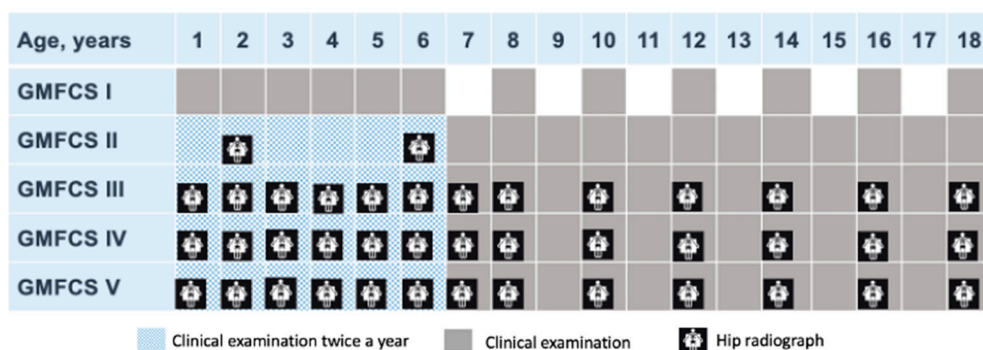 Age, years 1 2 3 4 5 6 7 8 9 10 11 12 13 14 15 16 17 18
GMFCS I
GMFCS II
GMFCS III
GMFCS IV
GMFCS V
Clinical examination twice a year Clinical examination Hip radiograph